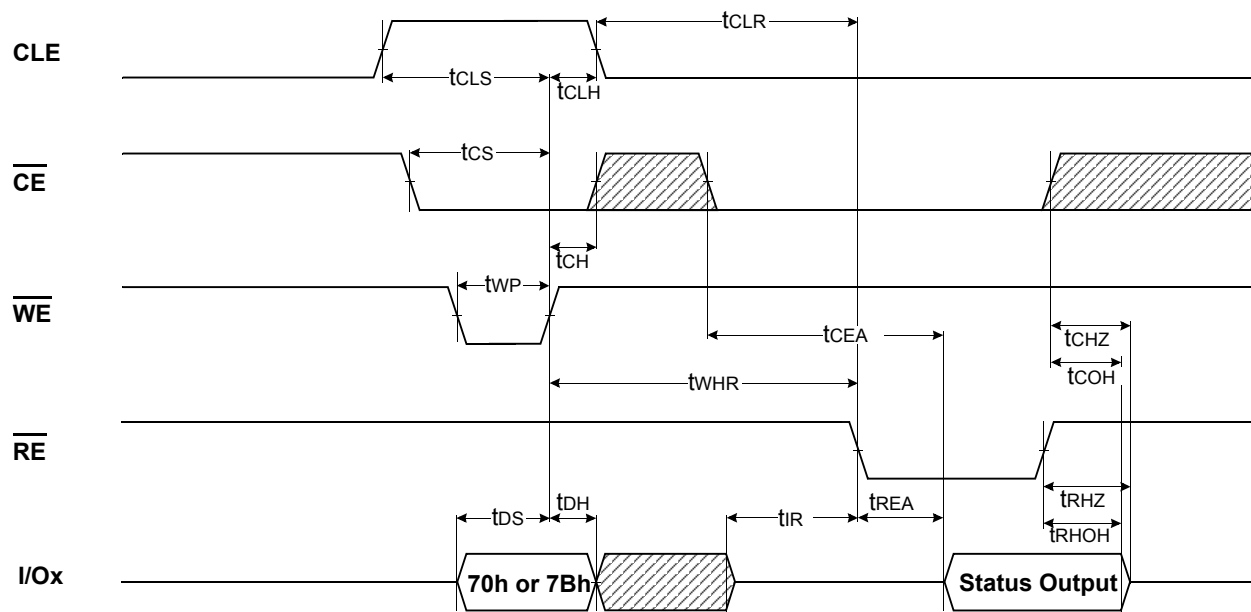 tCLR
CLE
tCLS
tCLH
tCS
CE
tCH
tWP
WE
tCEA
tCHZ
tCOH
tWHR
RE
tDH
tREA
tRHZ
tDS
tIR
tRHOH
I/Ox
70h or 7Bh
Status Output